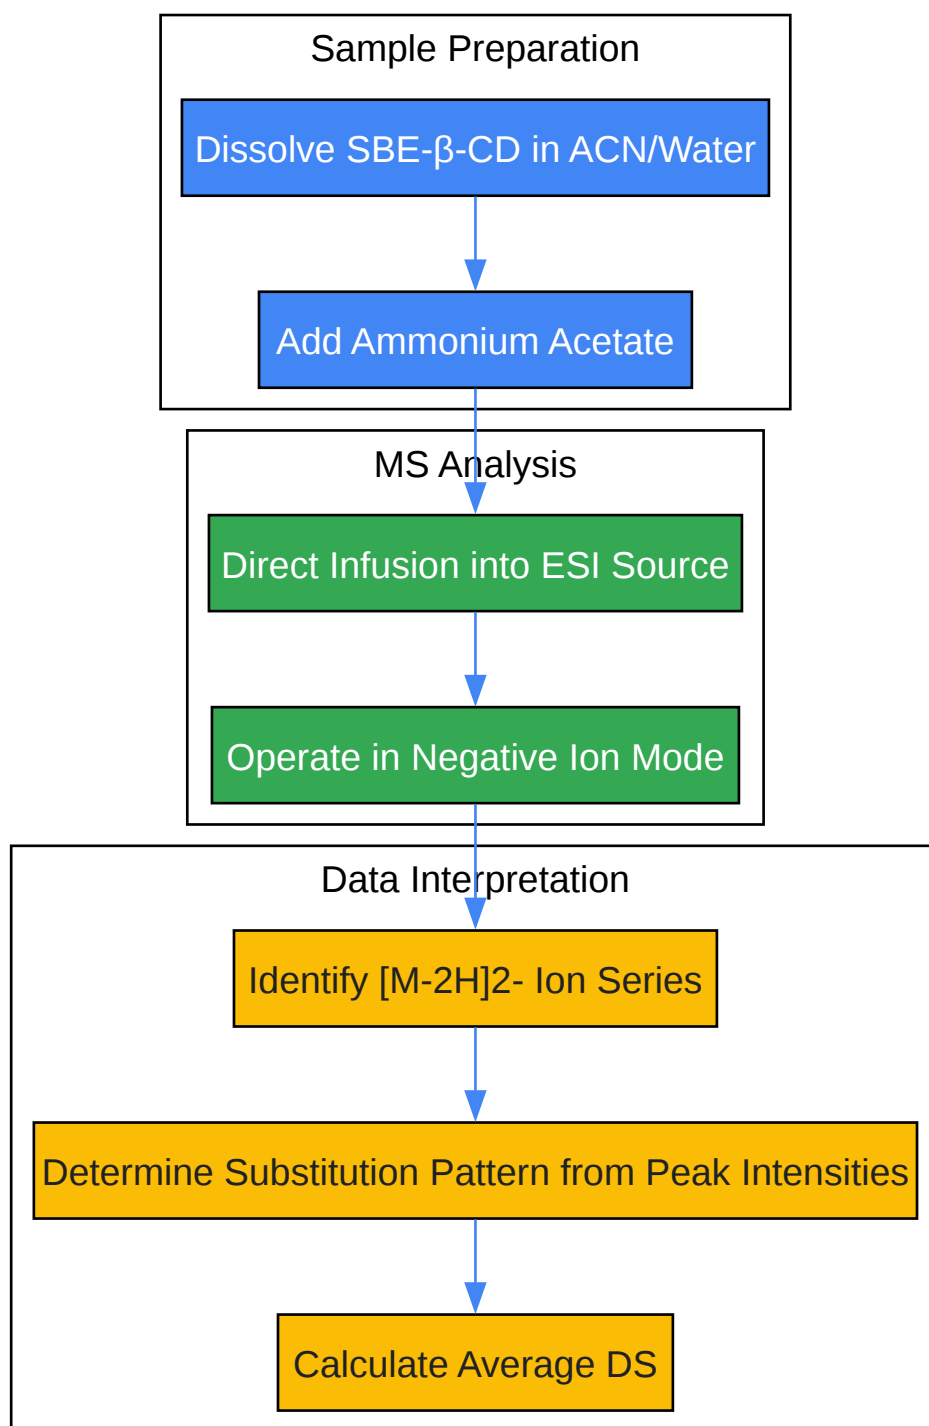 Sample Preparation
Dissolve SBE-β-CD in ACN/Water
Add Ammonium Acetate
MS Analysis
Direct Infusion into ESI Source
Operate in Negative Ion Mode
Data Interpretation
Identify [M-2H]2- Ion Series
Determine Substitution Pattern from Peak Intensities
Calculate Average DS